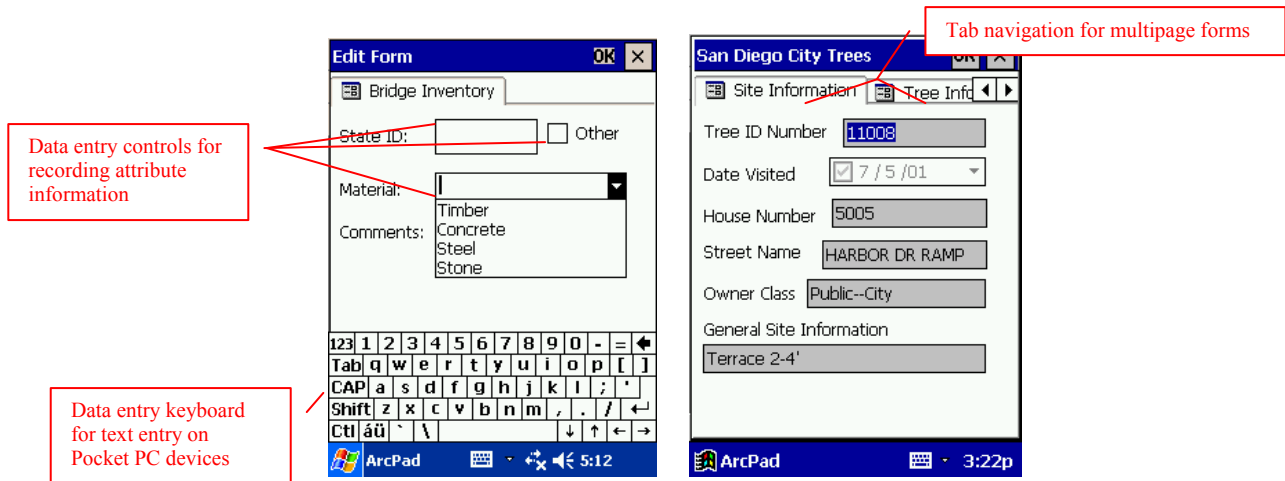 Tab navigation for multipage forms
Edit Form OK
Bridge Inventory
State ID: Other
Material:
Timber
Comments: Concrete
Steel
Stone
123 1 2 3 4 5 6 7 8 9 0 - =
Tab q w e r t y u i o p [ ]
CAP a s d f g h j k l ; '
Shift z x c v b n m , . /
Ctl áü ` \
ArcPad 5:12
Data entry controls for
recording attribute
information
Data entry keyboard
for text entry on
Pocket PC devices
San Diego City Trees OK
Site Information Tree Info
Tree ID Number 11008
Date Visited 7 / 5 /01
House Number 5005
Street Name HARBOR DR RAMP
Owner Class Public--City
General Site Information
Terrace 2-4'
ArcPad 3:22p